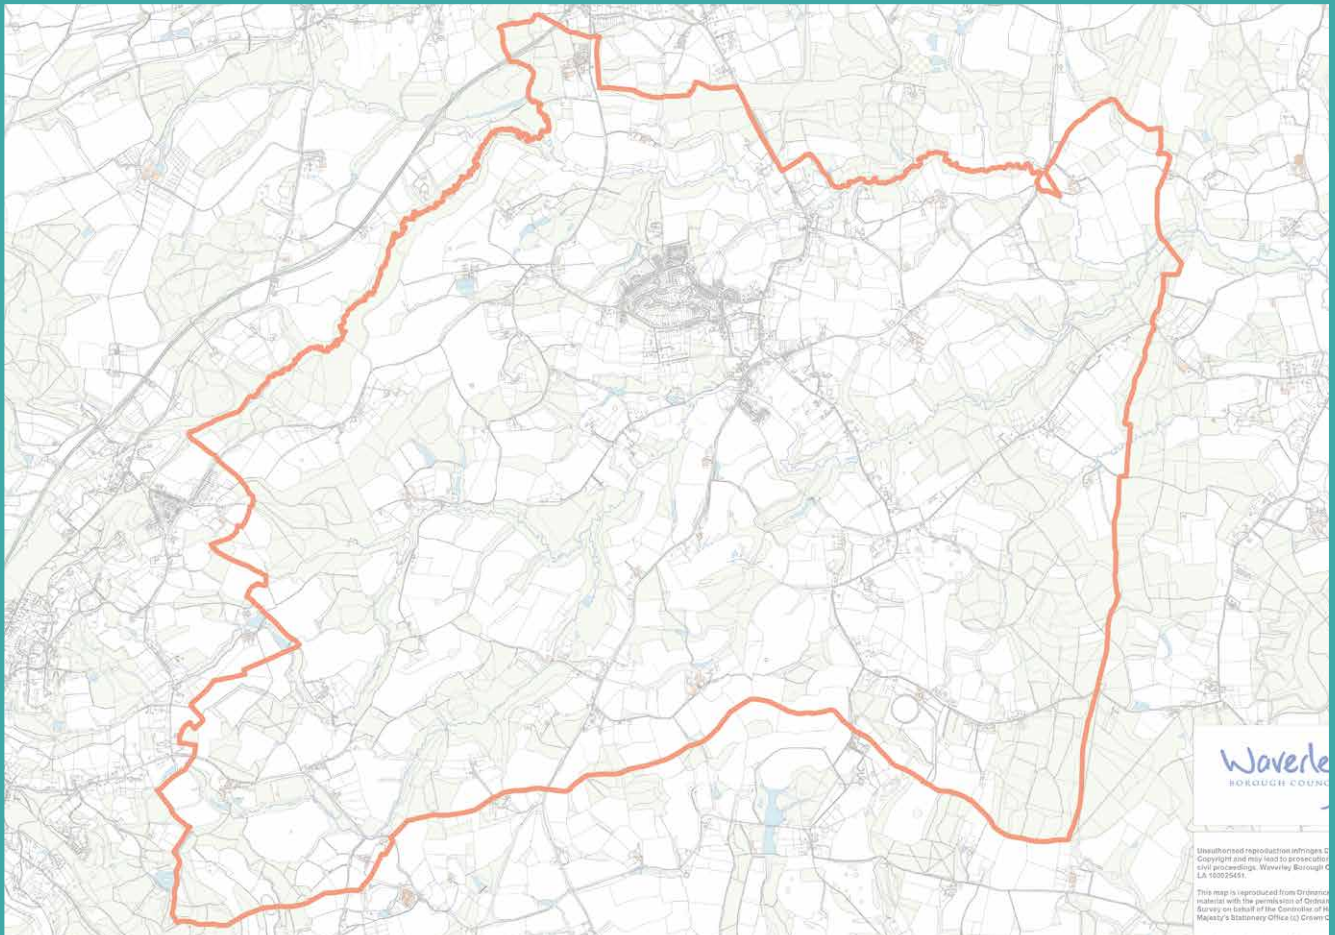 Waverle
BOROUGH COUNC
Unauthorised reproduction infringes C
Copyright and may lead to prosecution
civil proceedings. Waverley Borough C
LA 100025451.
This map is reproduced from Ordnance
material with the permission of Ordnan
Survey on behalf of the Controller of H
Majesty's Stationery Office (c) Crown C